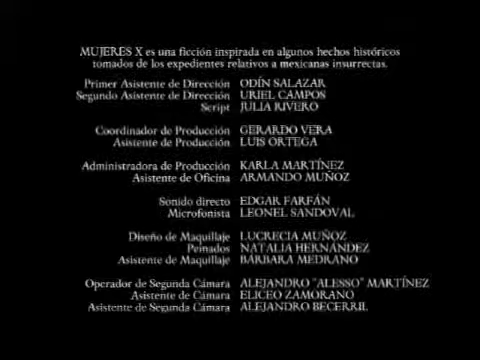 MUJERES X es una ficción inspirada en algunos hechos históricos
tomados de los expedientes relativos a mexicanas insurrectas.
Primer Asistente de Dirección ODÍN SALAZAR
Segundo Asistente de Dirección URIEL CAMPOS
Script JULIA RIVERO
Coordinador de Producción GERARDO VERA
Asistente de Producción LUIS ORTEGA
Administradora de Producción KARLA MARTÍNEZ
Asistente de Oficina ARMANDO MUÑOZ
Sonido directo EDGAR FARFÁN
Microfonista LEONEL SANDOVAL
Diseño de Maquillaje LUCRECIA MUÑOZ
Peinados NATALIA HERNÁNDEZ
Asistente de Maquillaje BÁRBARA MEDRANO
Operador de Segunda Cámara ALEJANDRO "ALESSO" MARTÍNEZ
Asistente de Cámara ELICEO ZAMORANO
Asistente de Segunda Cámara ALEJANDRO BECERRIL